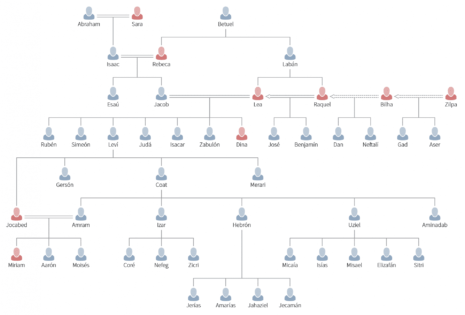 Abraham Sara Betuel
Isaac Rebeca Labán
Esaú Jacob Lea Raquel Bilha Zilpa
Rubén Simeón Leví Judá Isacar Zabulón Dina José Benjamín Dan Neftalí Gad Aser
Gersón Coat Merari
Jocabed Amram Izar Hebrón Uziel Aminadab
Miriam Aarón Moisés Coré Nefeg Zicri Micaía Islas Misael Elizafán Sitri
Jerías Amarías Jahaziel Jecamán